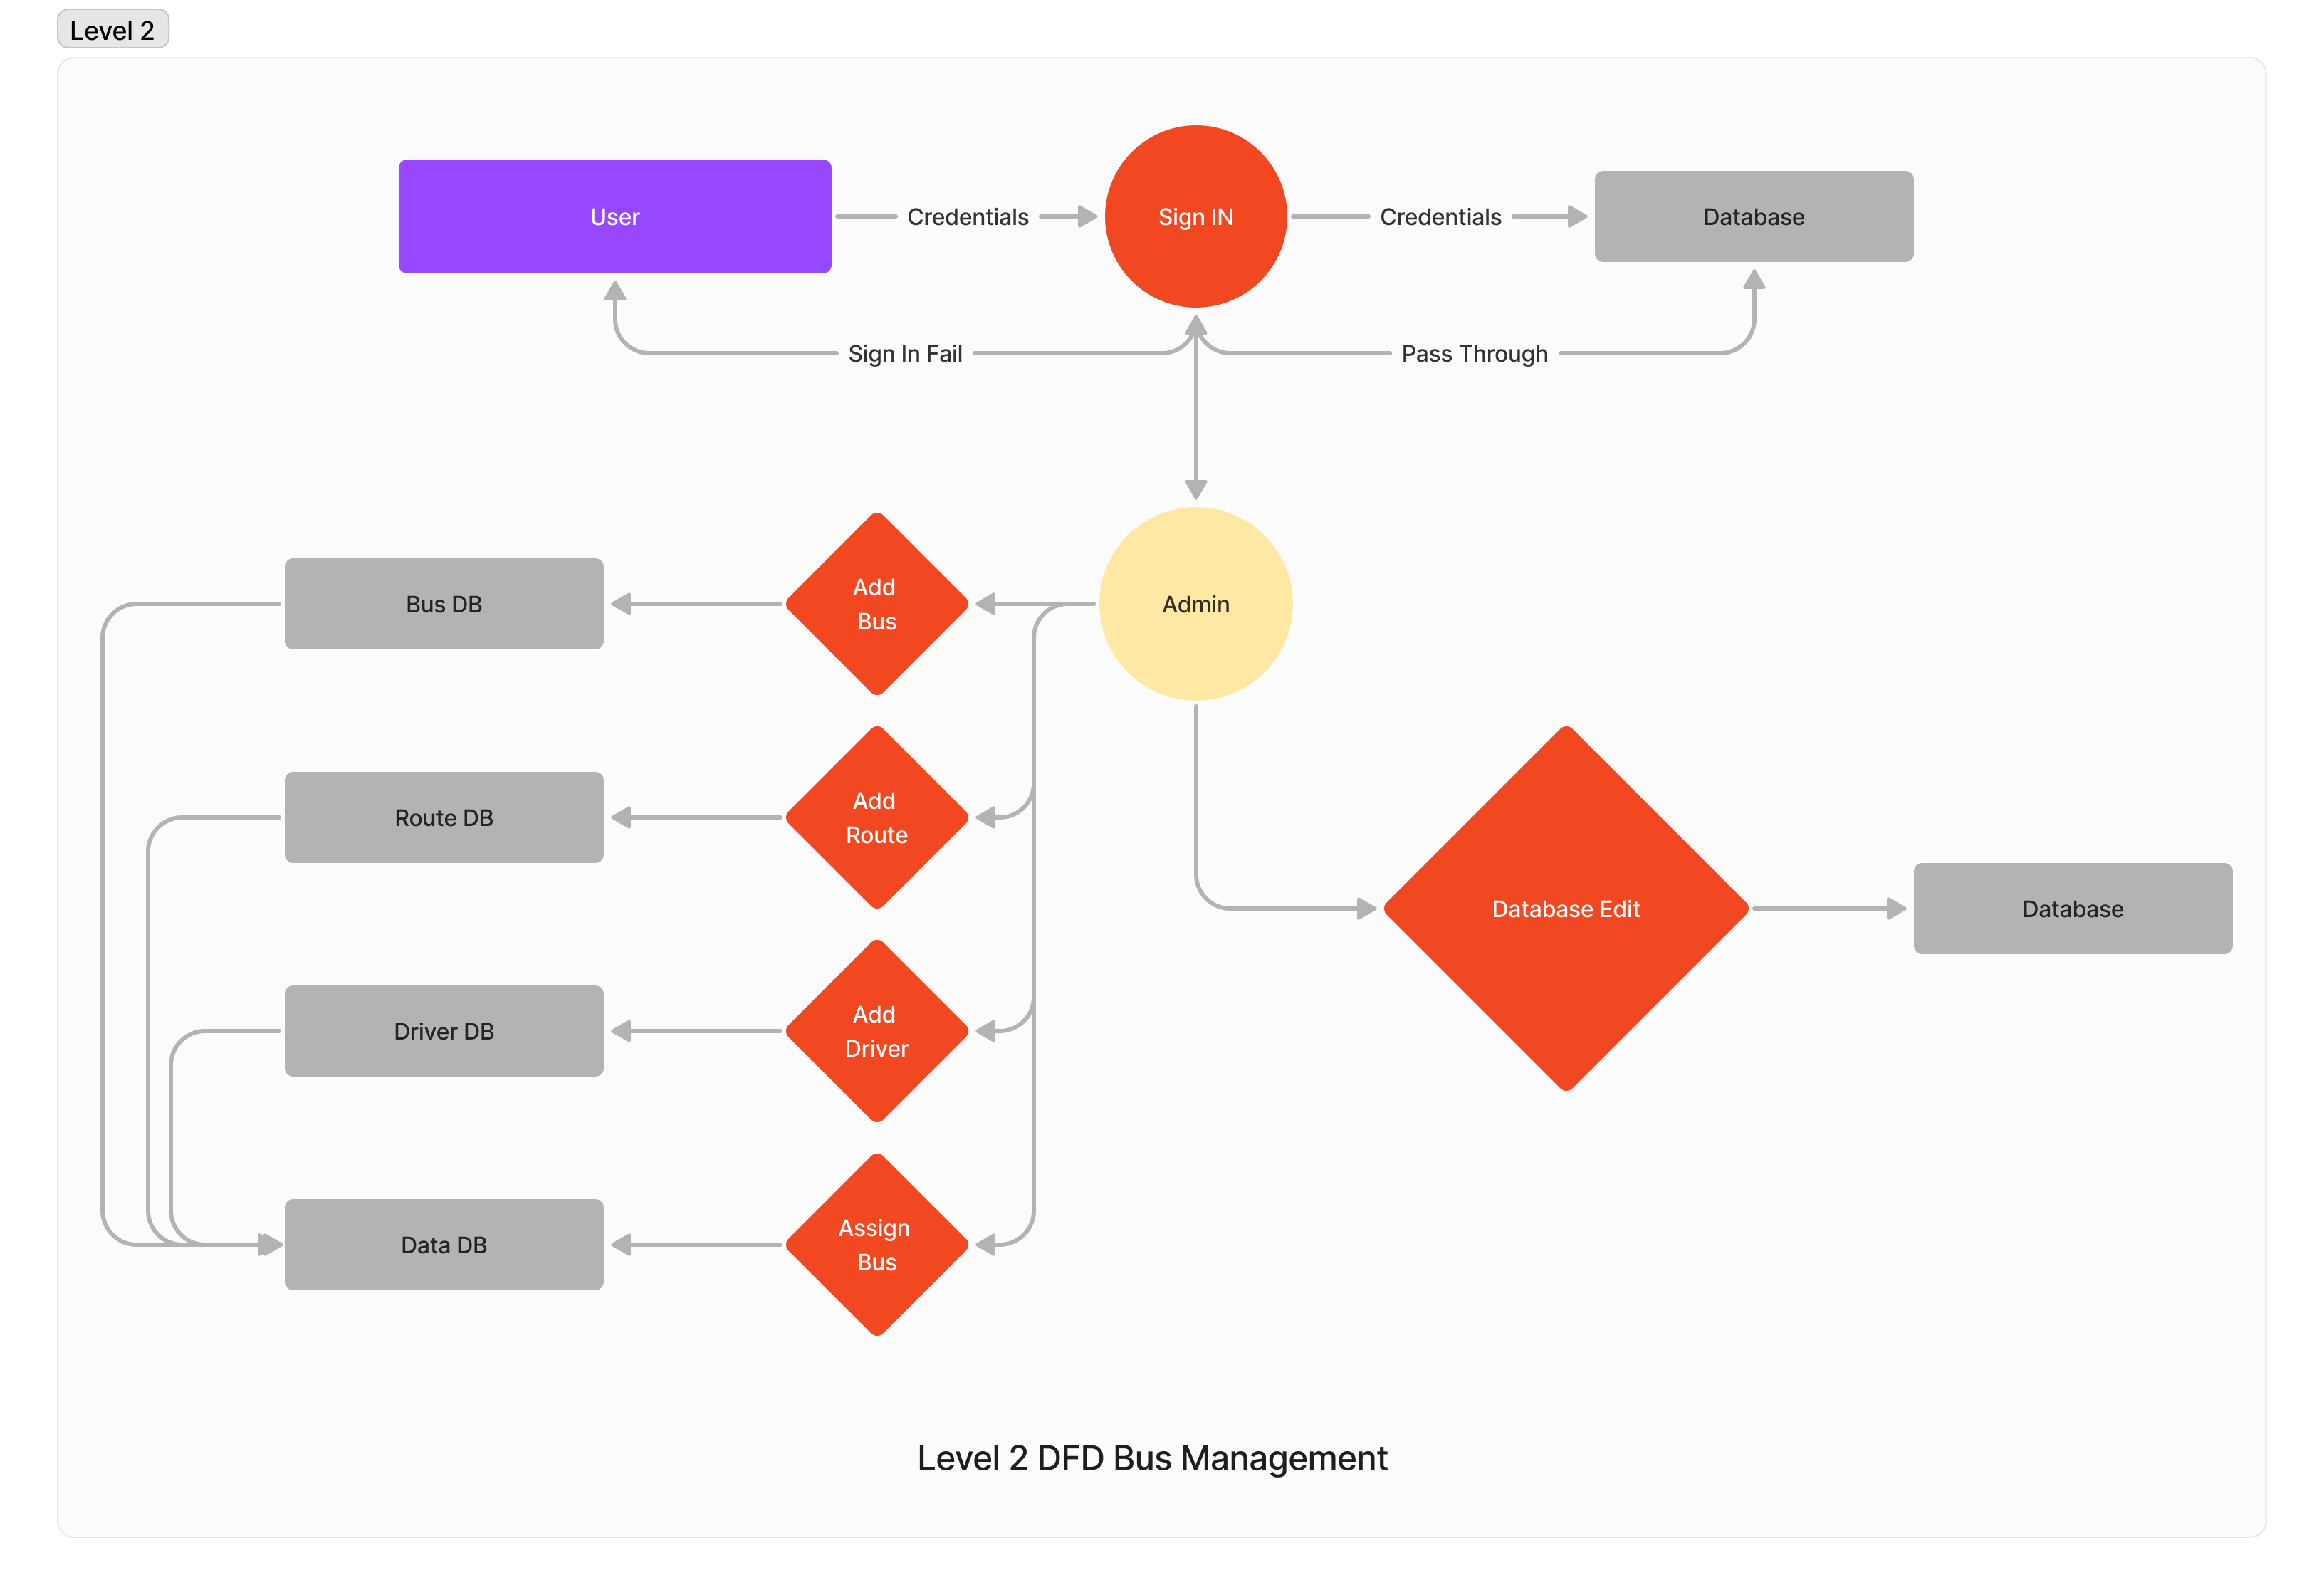 Level 2
User
Credentials
Sign IN
Credentials
Database
Sign In Fail
Pass Through
Bus DB
Add
Bus
Admin
Route DB
Add
Route
Database Edit
Database
Driver DB
Add
Driver
Data DB
Assign
Bus
Level 2 DFD Bus Management